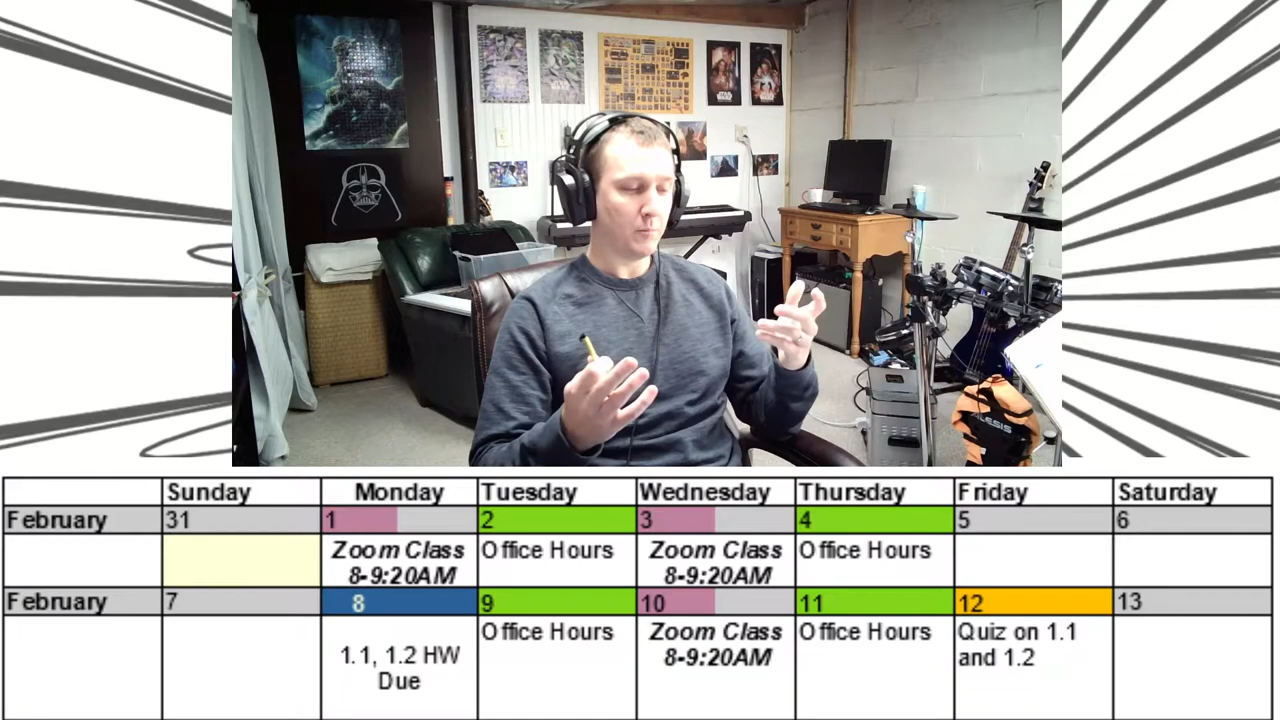 ALESIS
Sunday Monday Tuesday Wednesday Thursday Friday Saturday
February 31 1 2 3 4 5 6
Zoom Class Office Hours Zoom Class Office Hours
8-9:20AM 8-9:20AM
February 7 8 9 10 11 12 13
Office Hours Zoom Class Office Hours Quiz on 1.1
1.1, 1.2 HW 8-9:20AM and 1.2
Due